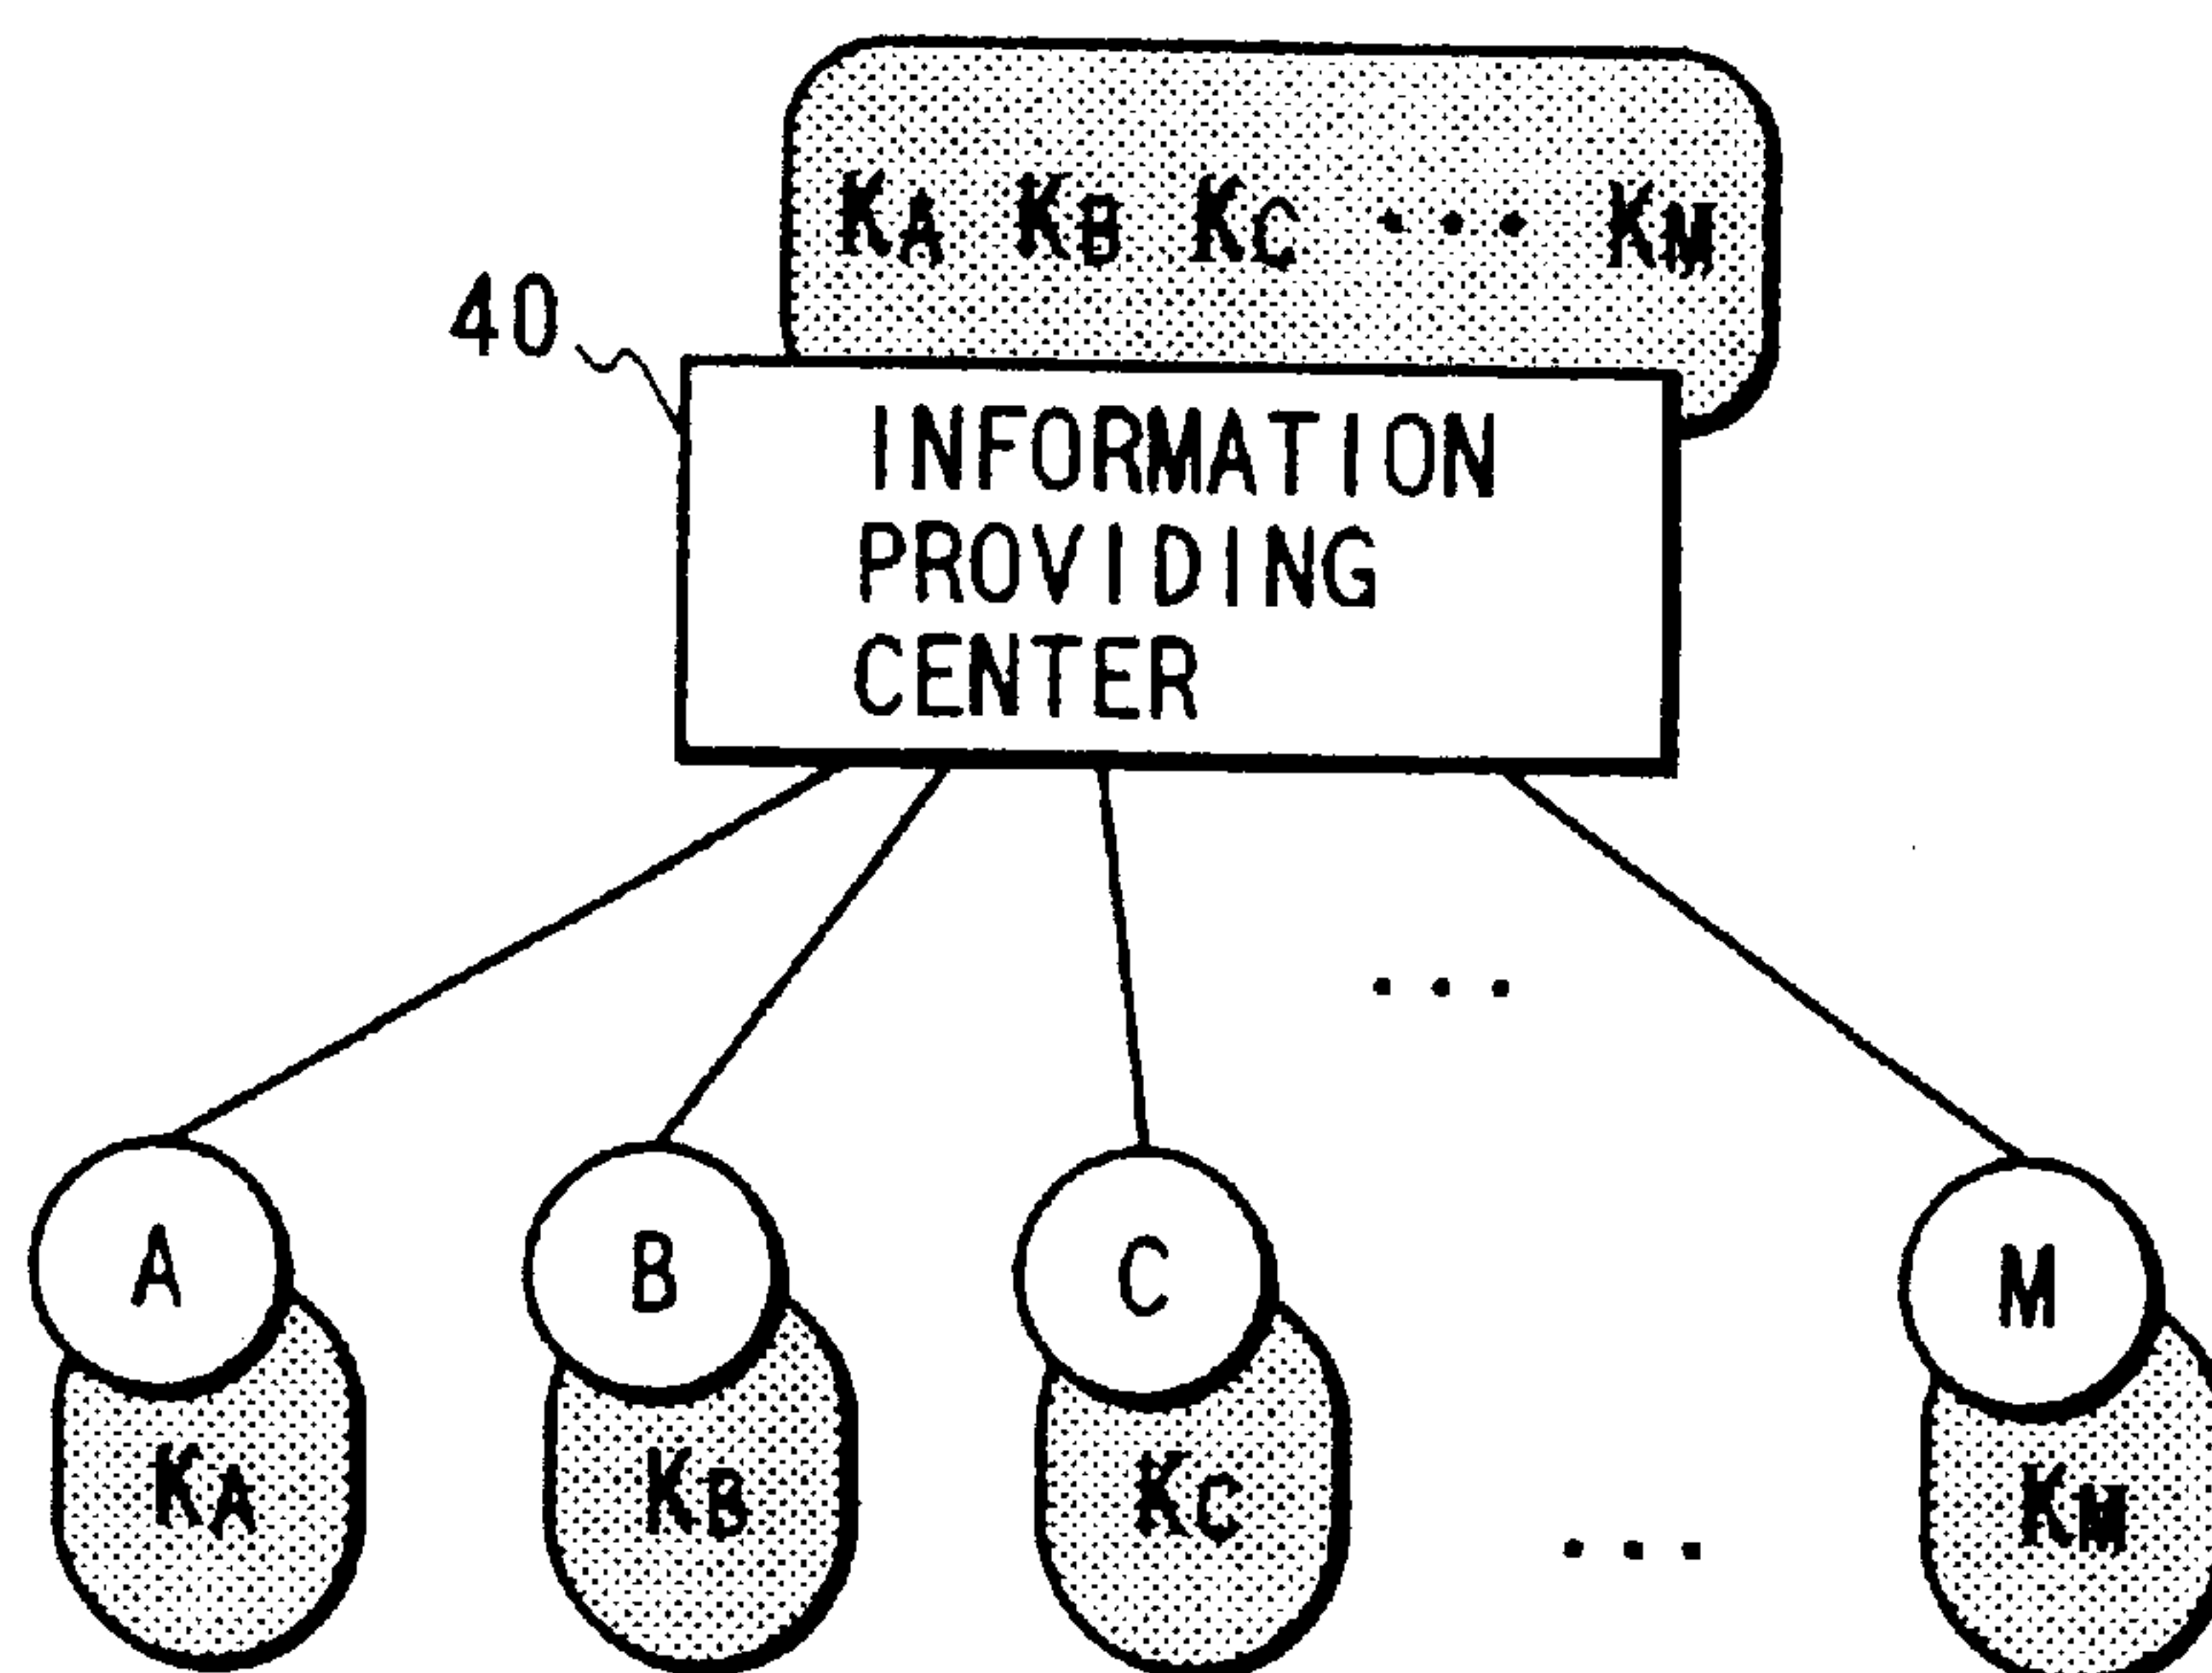 KA KB KC ... KM
40
INFORMATION
PROVIDING
CENTER
...
A B C M
KA KB KC ... KM